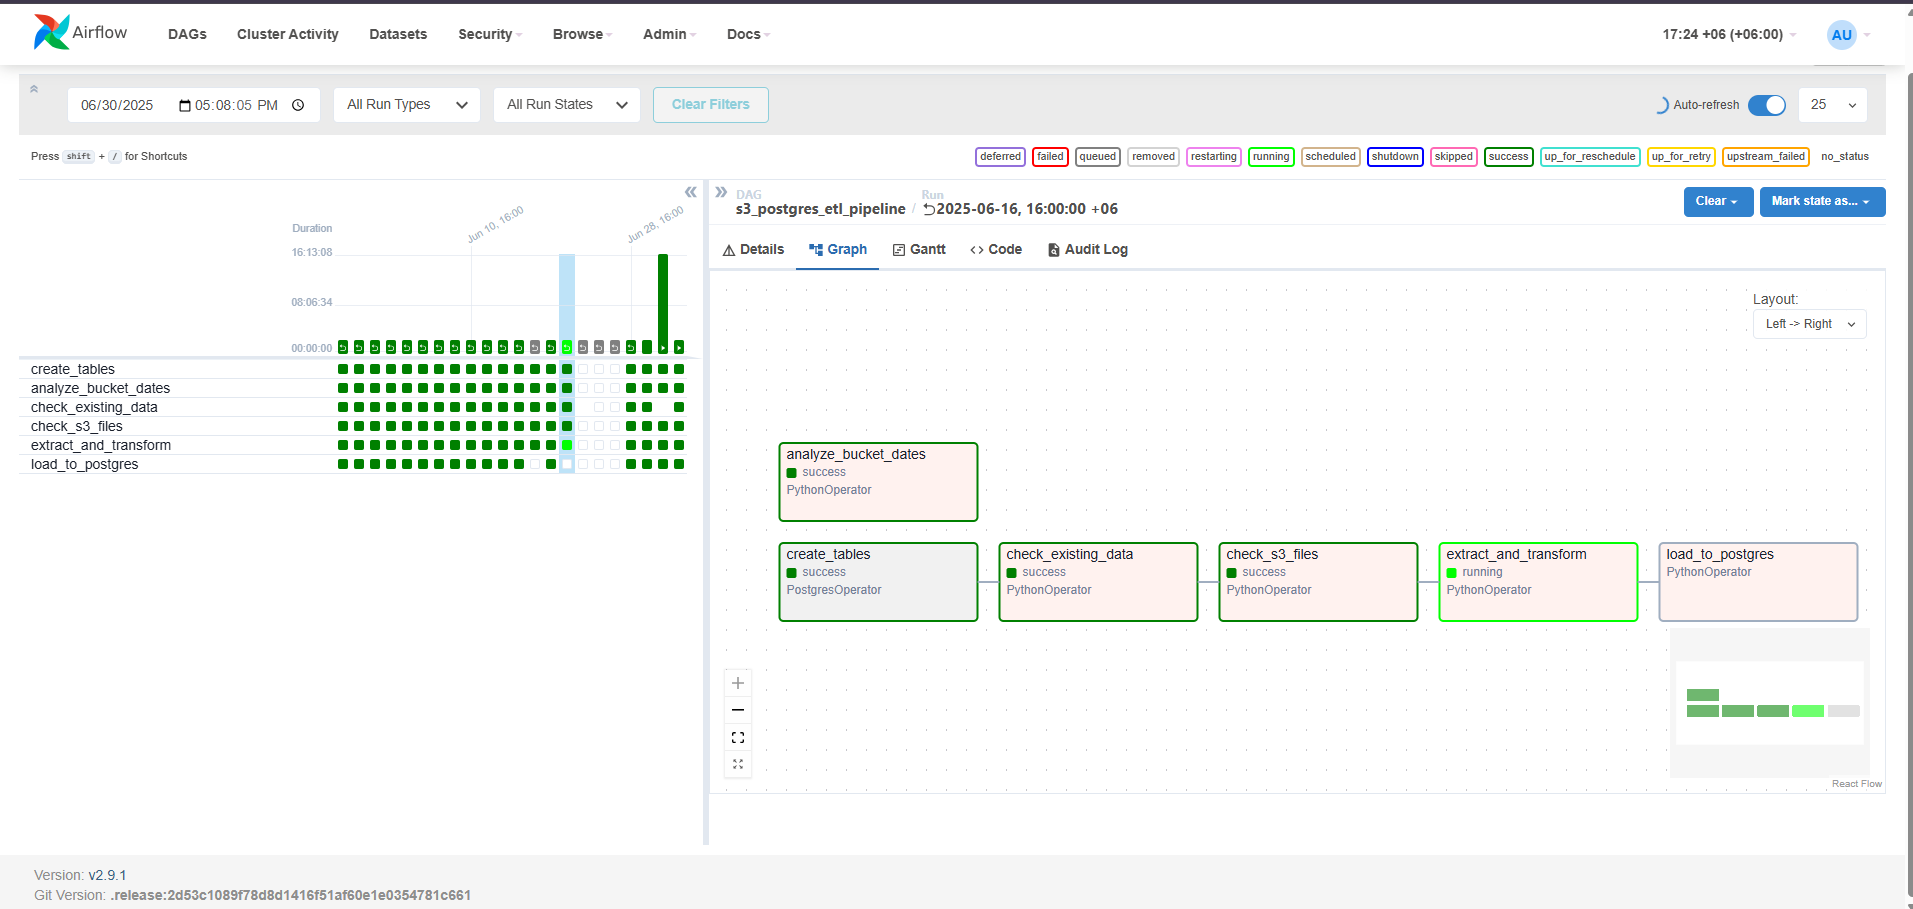 Airflow
DAGs Cluster Activity Datasets Security Browse Admin Docs
17:24 +06 (+06:00) AU
06/30/2025 05:08:05 PM All Run Types All Run States Clear Filters
Auto-refresh 25
Press shift + / for Shortcuts
deferred failed queued removed restarting running scheduled shutdown skipped success up_for_reschedule up_for_retry upstream_failed no_status
Duration
Jun 10, 16:00
Jun 28, 16:00
16:13:08
08:06:34
00:00:00
create_tables
analyze_bucket_dates
check_existing_data
check_s3_files
extract_and_transform
load_to_postgres
DAG
s3_postgres_etl_pipeline /
Run
2025-06-16, 16:00:00 +06
Clear
Mark state as...
Details Graph Gantt Code Audit Log
Layout:
Left -> Right
analyze_bucket_dates
success
PythonOperator
create_tables
success
PostgresOperator
check_existing_data
success
PythonOperator
check_s3_files
success
PythonOperator
extract_and_transform
running
PythonOperator
load_to_postgres
PythonOperator
React Flow
Version: v2.9.1
Git Version: .release:2d53c1089f78d8d1416f51af60e1e0354781c661